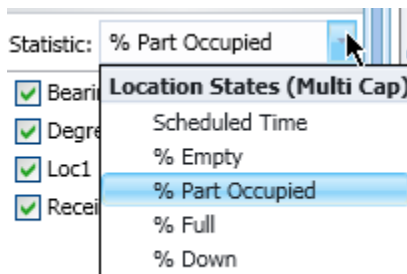 Statistic: % Part Occupied
Location States (Multi Cap)
Scheduled Time
% Empty
% Part Occupied
% Full
% Down
Loc1